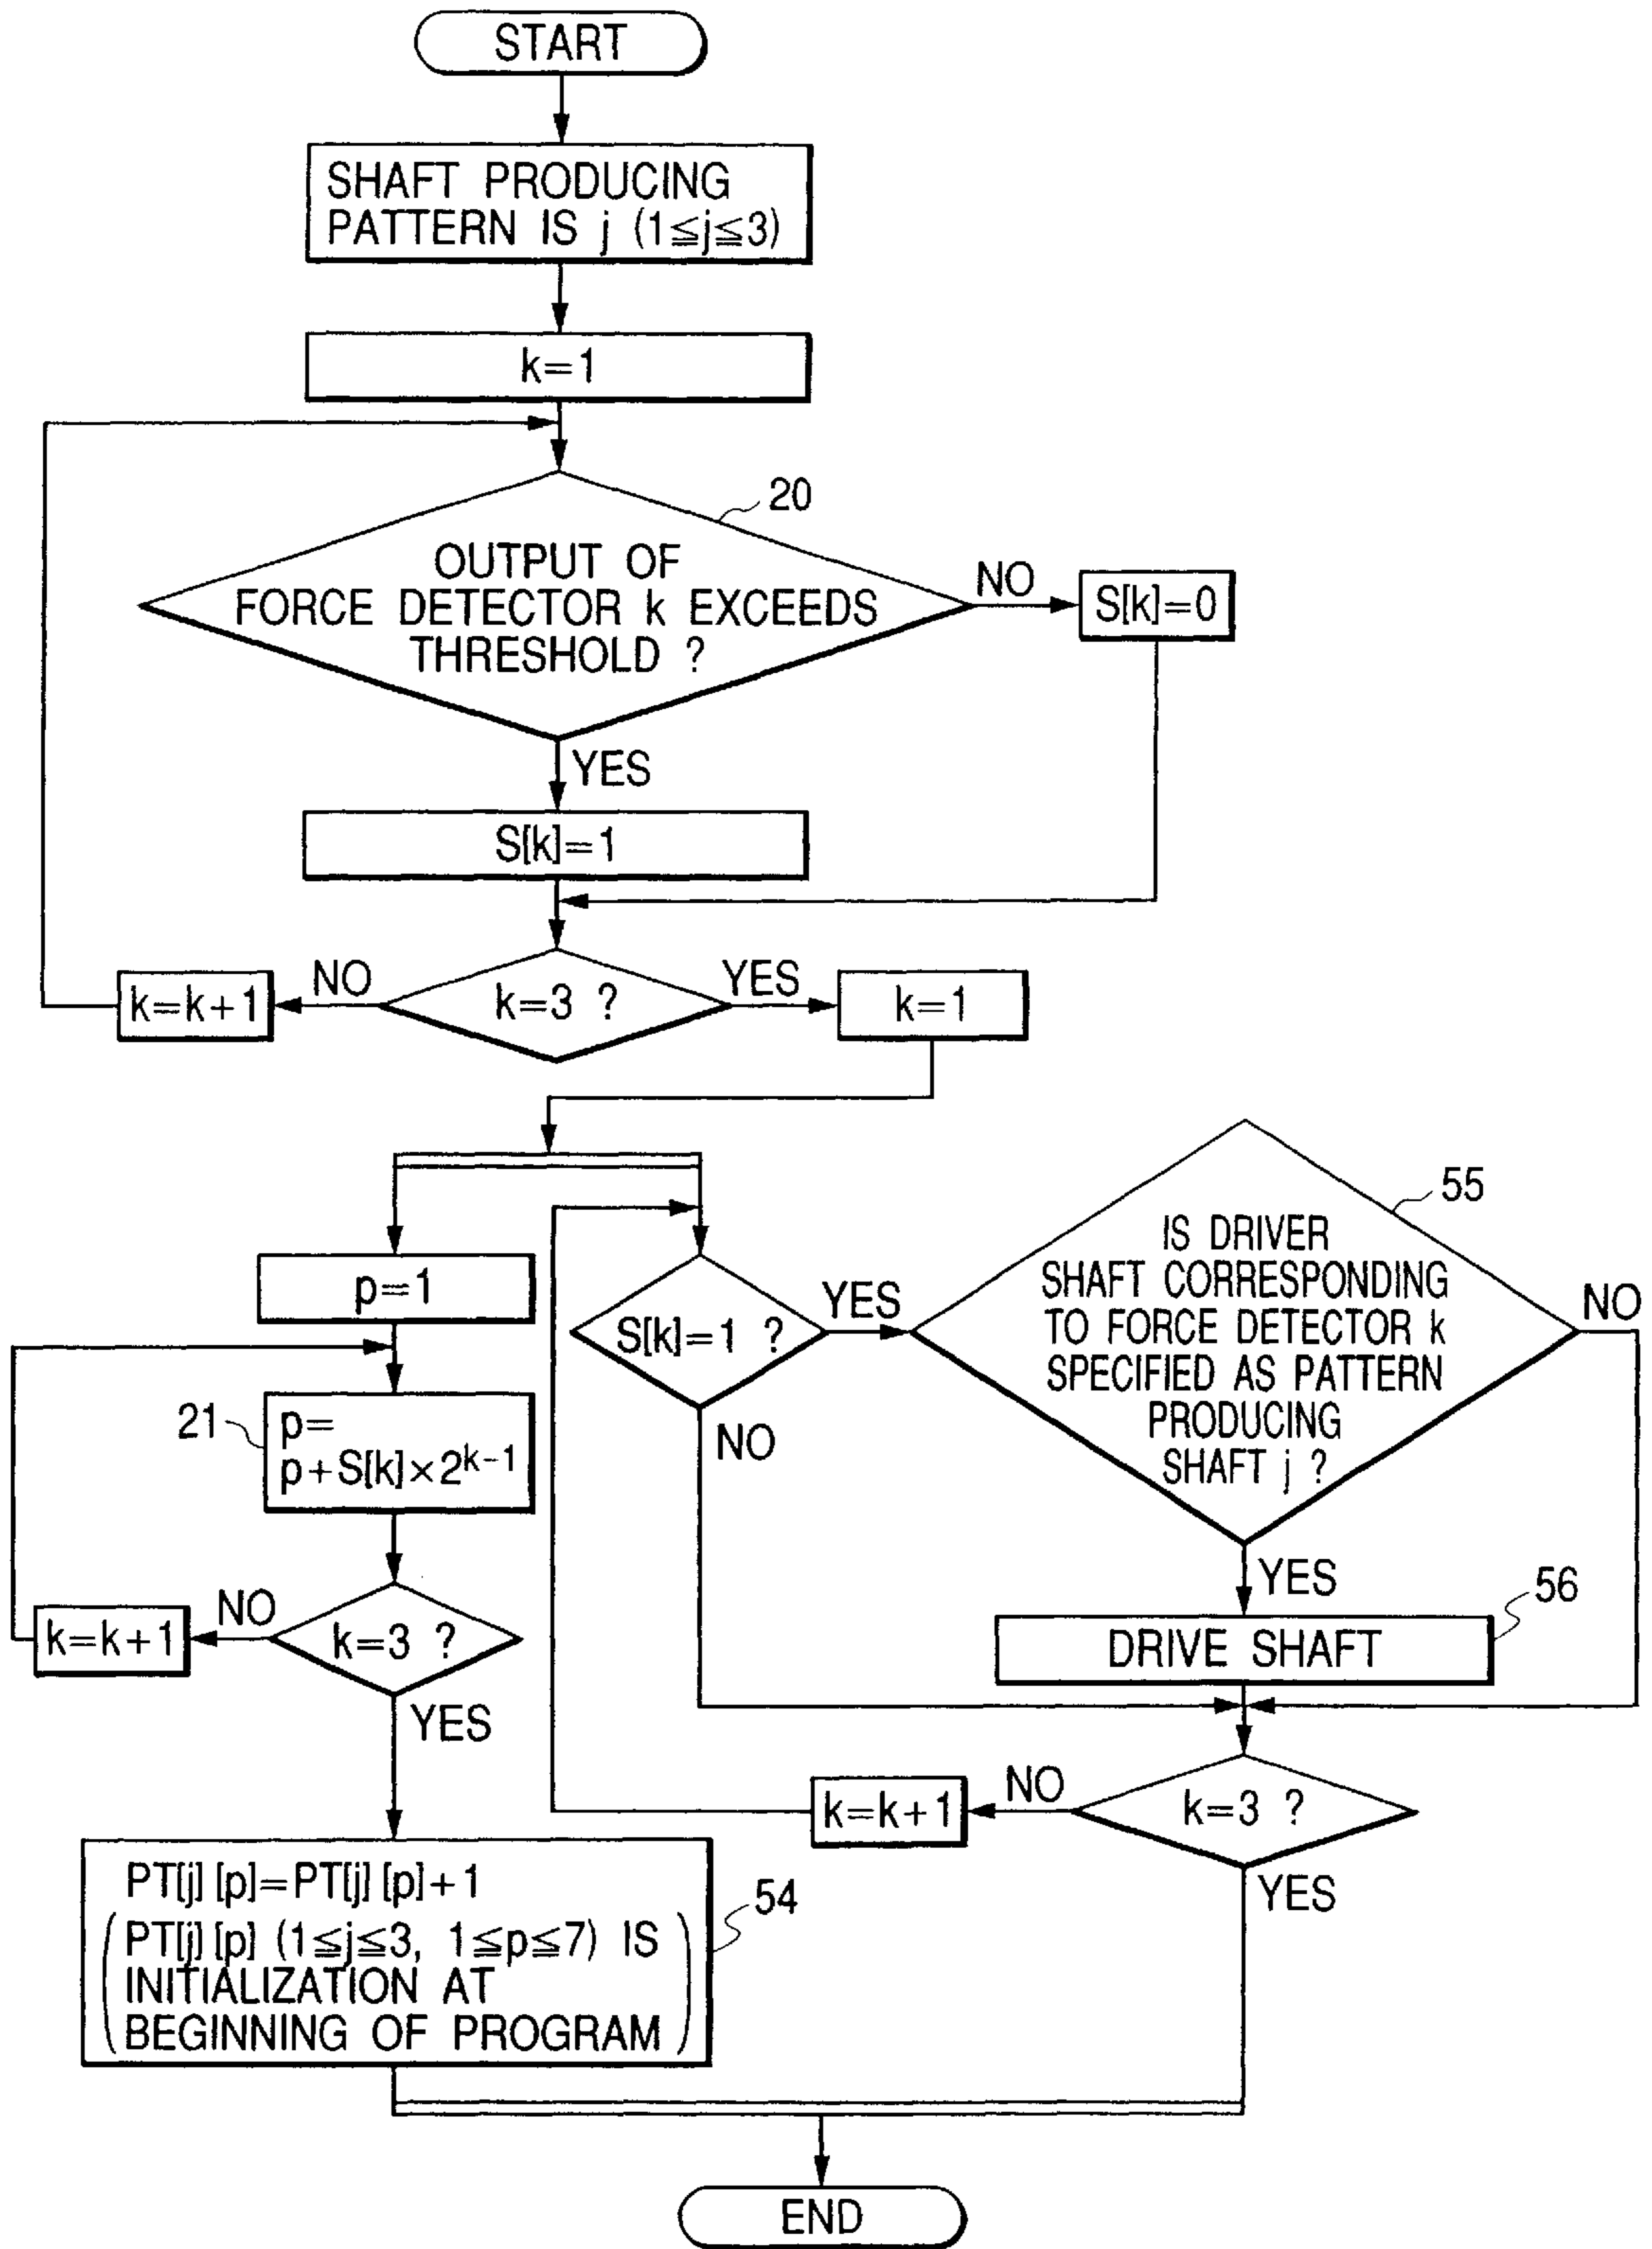 START
SHAFT PRODUCING
PATTERN IS j (1≦j≦3)
k=1
20
OUTPUT OF
FORCE DETECTOR k EXCEEDS
THRESHOLD ?
NO
S[k]=0
YES
S[k]=1
k=3 ?
NO
k=k+1
YES
k=1
p=1
21
p=
p+S[k]×2^{k-1}
k=3 ?
NO
k=k+1
YES
PT[j] [p]=PT[j] [p]+1
(PT[j] [p] (1≦j≦3, 1≦p≦7) IS
INITIALIZATION AT
BEGINNING OF PROGRAM)
54
S[k]=1 ?
YES
NO
55
IS DRIVER
SHAFT CORRESPONDING
TO FORCE DETECTOR k
SPECIFIED AS PATTERN
PRODUCING
SHAFT j ?
NO
YES
56
DRIVE SHAFT
k=3 ?
NO
k=k+1
YES
END